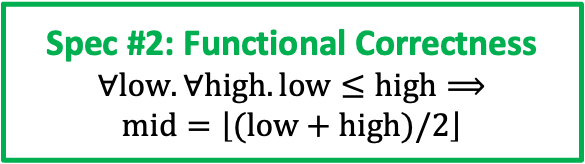 Spec #2: Functional Correctness
∀low. ∀high. low ≤ high ⟹
mid = ⌊(low + high)/2⌋